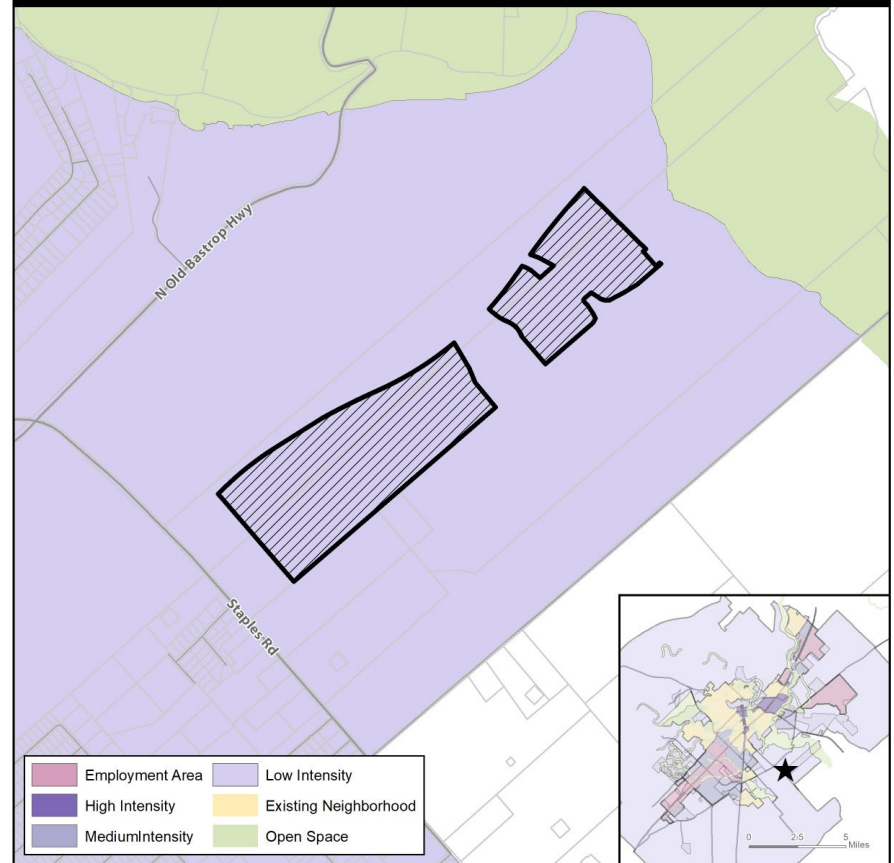 N Old Bastrop Hwy
Staples Rd
Employment Area
High Intensity
MediumIntensity
Low Intensity
Existing Neighborhood
Open Space
0 2.5 5
Miles